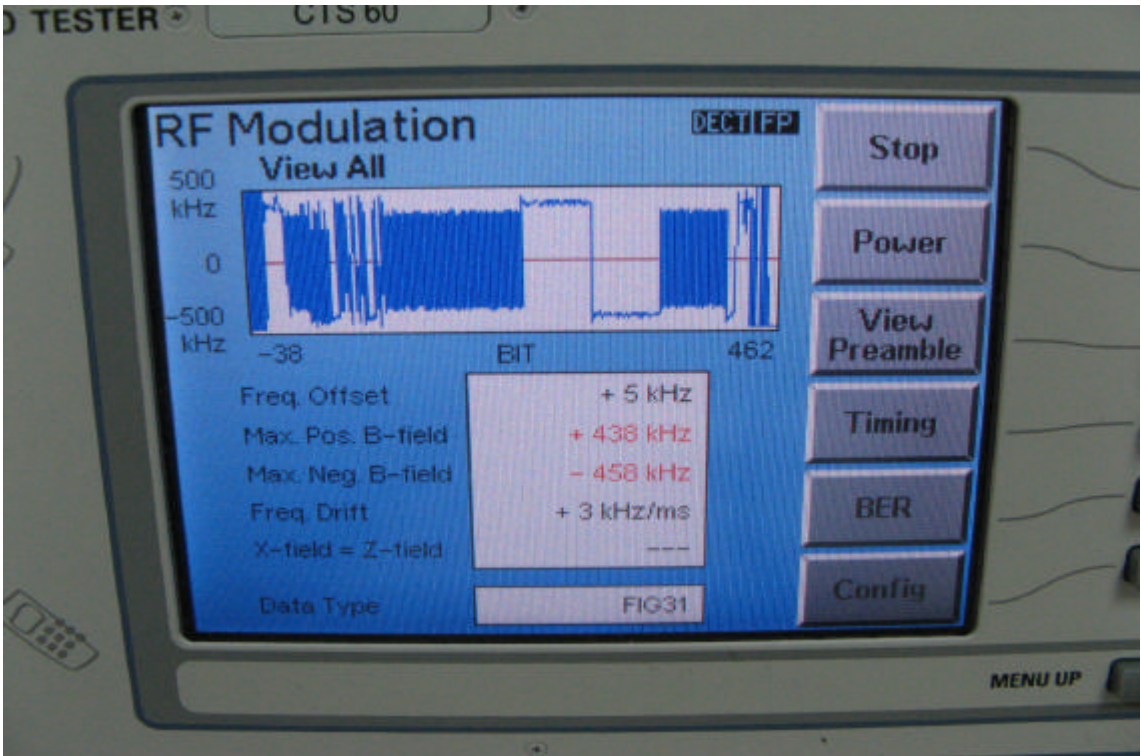 TESTER
CTS 60
RF Modulation
DECT FP
View All
500
kHz
0
-500
kHz
-38
BIT
462
Freq. Offset + 5 kHz
Max. Pos. B-field + 438 kHz
Max. Neg. B-field - 458 kHz
Freq. Drift + 3 kHz/ms
X-field = Z-field ---
Data Type FIG31
Stop
Power
View
Preamble
Timing
BER
Config
MENU UP